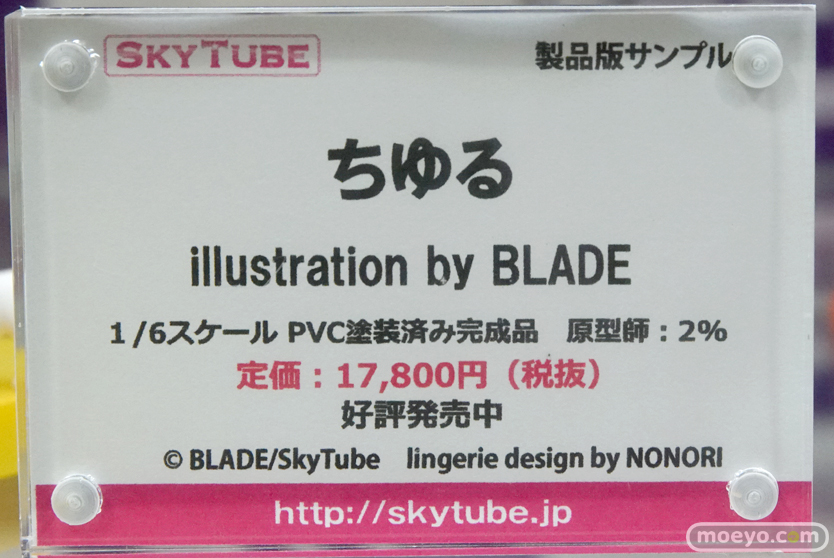 SKYTUBE
製品版サンプル
ちゆる
illustration by BLADE
1/6スケール PVC塗装済み完成品　原型師：2%
定価：17,800円（税抜）
好評発売中
© BLADE/SkyTube　lingerie design by NONORI
http://skytube.jp
moeyo.com